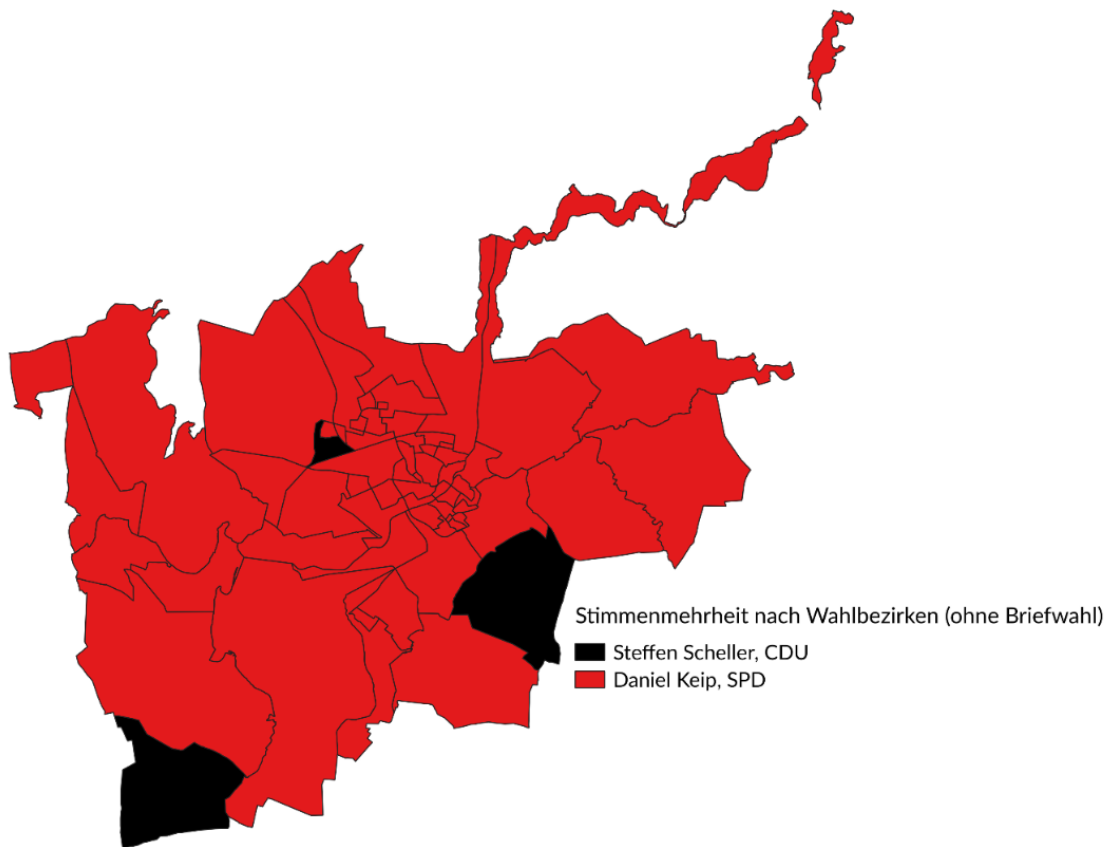 Stimmenmehrheit nach Wahlbezirken (ohne Briefwahl)
Steffen Scheller, CDU
Daniel Keip, SPD